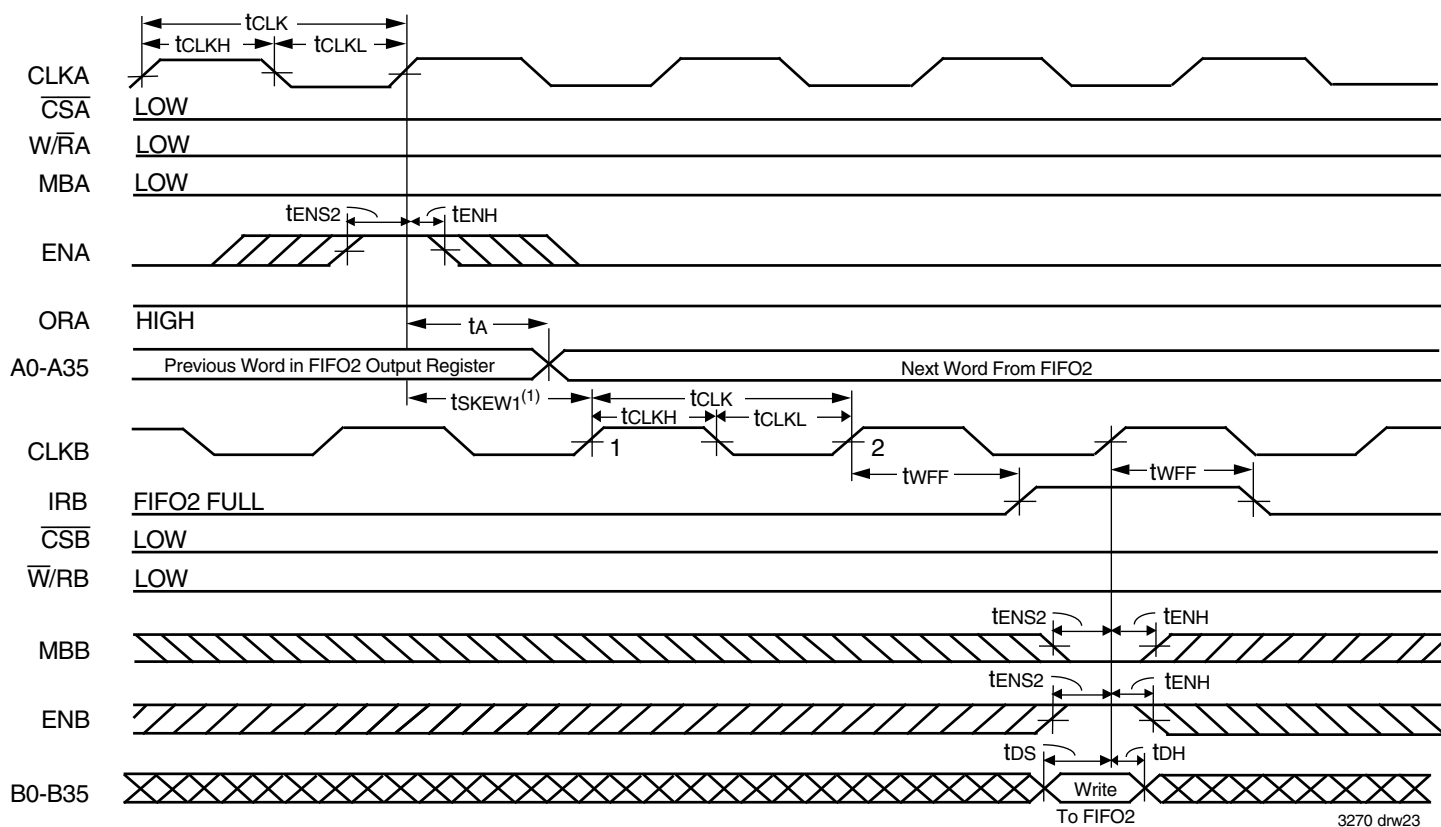 tCLK
tCLKH tCLKL
CLKA
CSA LOW
W/RA LOW
MBA LOW
tENS2 tENH
ENA
ORA HIGH
tA
A0-A35 Previous Word in FIFO2 Output Register Next Word From FIFO2
tSKEW1(1) tCLK
tCLKH tCLKL
CLKB 1 2
tWFF tWFF
IRB FIFO2 FULL
CSB LOW
W/RB LOW
tENS2 tENH
MBB
tENS2 tENH
ENB
tDS tDH
B0-B35 Write
To FIFO2
3270 drw23